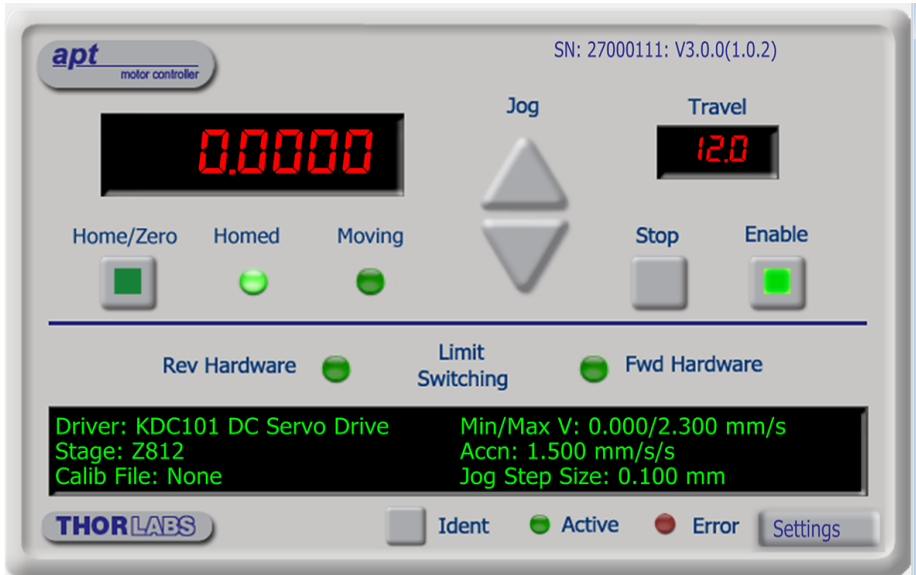 apt
motor controller
SN: 27000111: V3.0.0(1.0.2)
Jog
Travel
0.0000
12.0
Home/Zero
Homed
Moving
Stop
Enable
Rev Hardware
Limit
Switching
Fwd Hardware
Driver: KDC101 DC Servo Drive
Stage: Z812
Calib File: None
Min/Max V: 0.000/2.300 mm/s
Accn: 1.500 mm/s/s
Jog Step Size: 0.100 mm
THORLABS
Ident
Active
Error
Settings